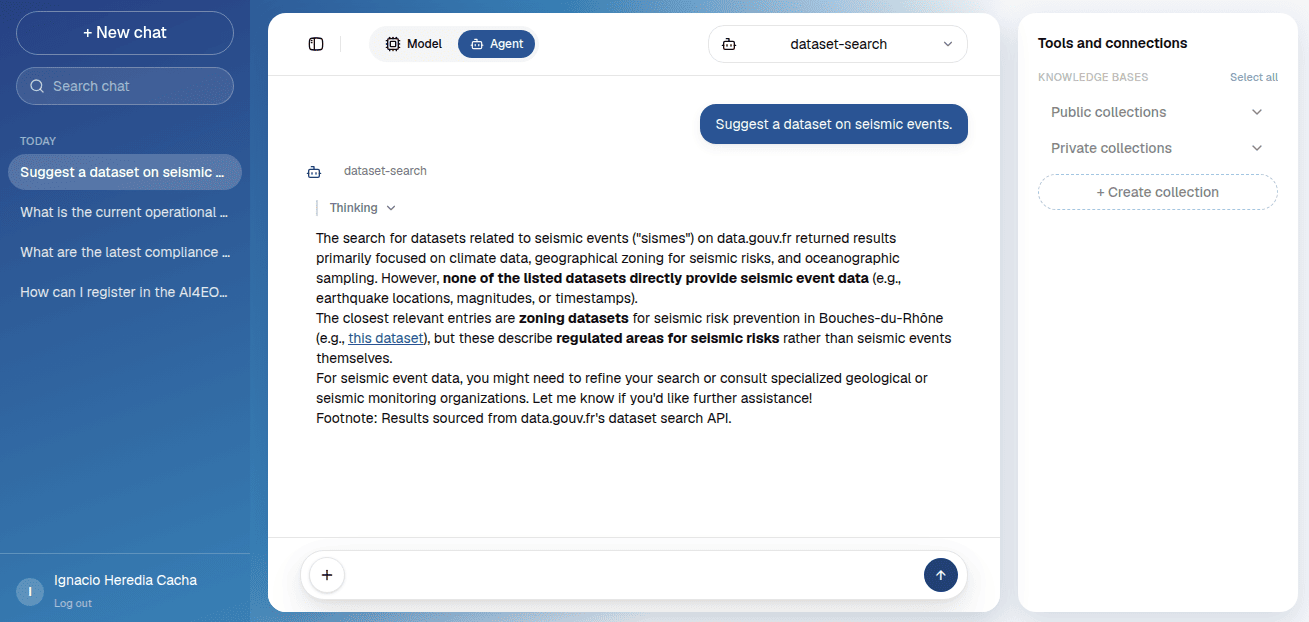 + New chat
Search chat
TODAY
Suggest a dataset on seismic ...
What is the current operational ...
What are the latest compliance ...
How can I register in the AI4EO...
I
Ignacio Heredia Cacha
Log out
Model
Agent
dataset-search
Suggest a dataset on seismic events.
dataset-search
Thinking
The search for datasets related to seismic events ("sismes") on data.gouv.fr returned results
primarily focused on climate data, geographical zoning for seismic risks, and oceanographic
sampling. However, none of the listed datasets directly provide seismic event data (e.g.,
earthquake locations, magnitudes, or timestamps).
The closest relevant entries are zoning datasets for seismic risk prevention in Bouches-du-Rhône
(e.g., this dataset), but these describe regulated areas for seismic risks rather than seismic events
themselves.
For seismic event data, you might need to refine your search or consult specialized geological or
seismic monitoring organizations. Let me know if you'd like further assistance!
Footnote: Results sourced from data.gouv.fr's dataset search API.
Tools and connections
KNOWLEDGE BASES
Select all
Public collections
Private collections
+ Create collection